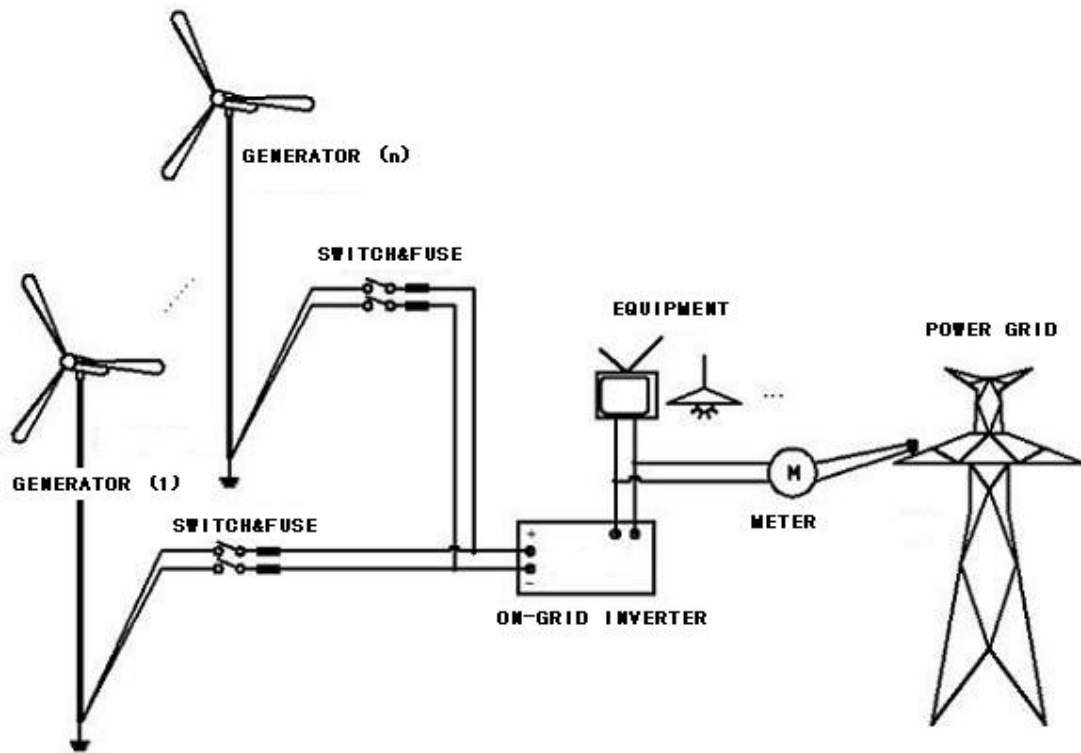 GENERATOR (n)
SWITCH&FUSE
EQUIPMENT
...
POWER GRID
GENERATOR (1)
M
METER
SWITCH&FUSE
+
-
ON-GRID INVERTER